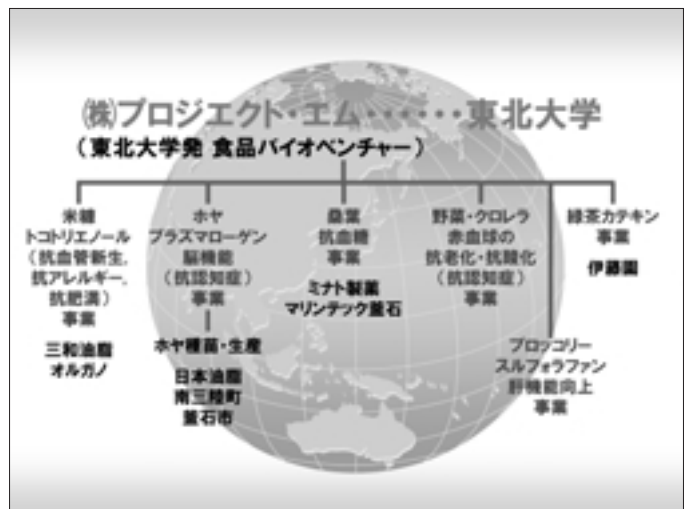 ㈱プロジェクト・エム‥‥‥東北大学
(東北大学発 食品バイオベンチャー)
米糠
トコトリエノール
(抗血管新生,
抗アレルギー,
抗肥満)
事業
三和油脂
オルガノ
ホヤ
プラズマローゲン
脳機能
(抗認知症)
事業
ホヤ種苗・生産
日本油脂
南三陸町
釜石市
桑葉
抗血糖
事業
ミナト製薬
マリンテック釜石
野菜・クロレラ
赤血球の
抗老化・抗酸化
(抗認知症)
事業
ブロッコリー
スルフォラファン
肝機能向上
事業
緑茶カテキン
事業
伊藤園